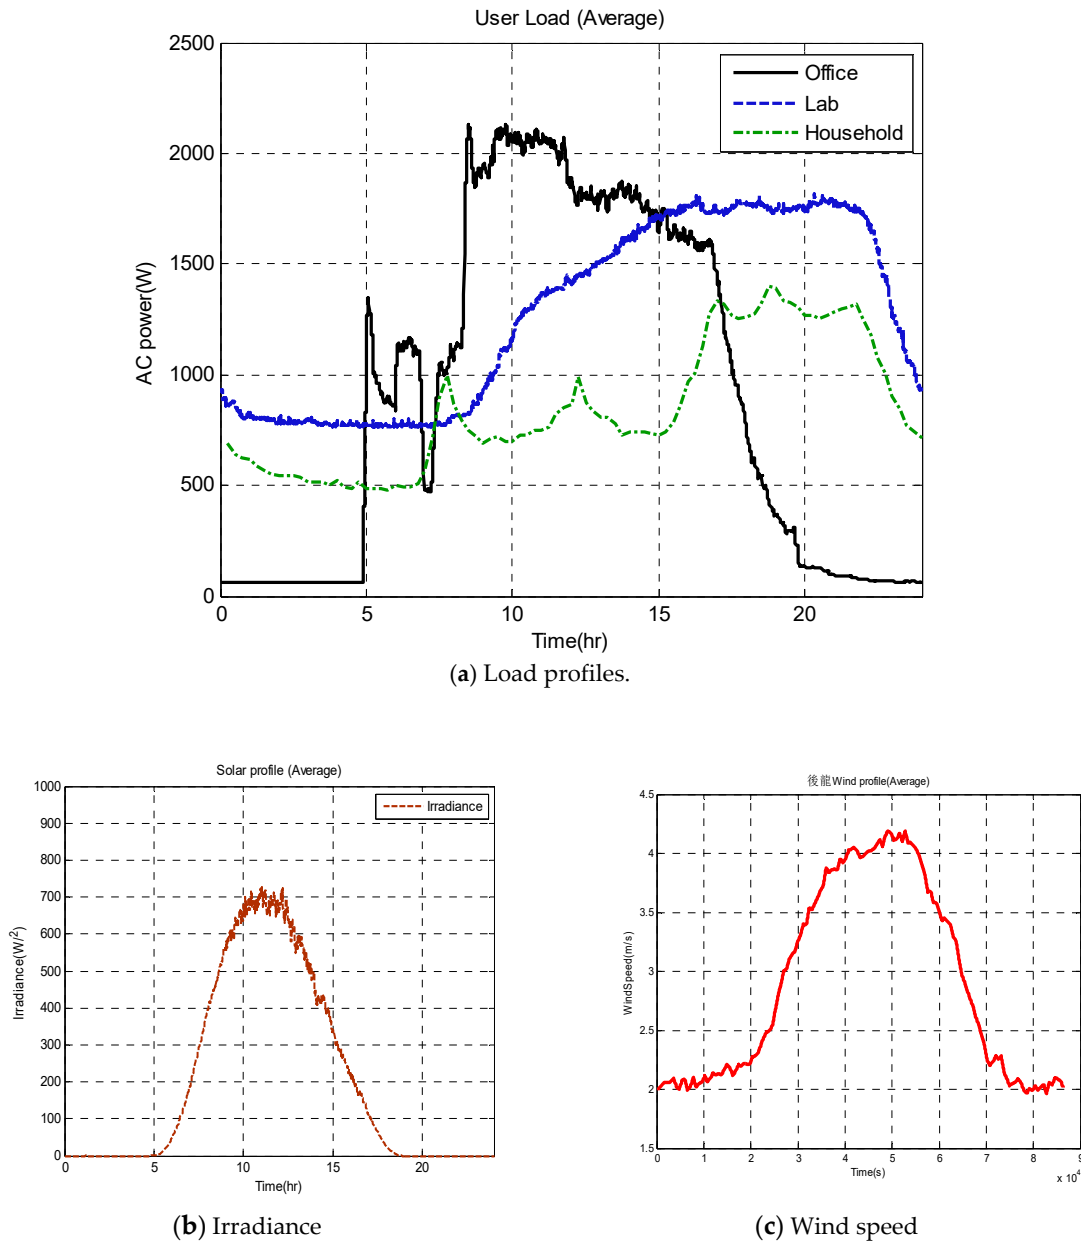 User Load (Average)
2500
2000
1500
1000
500
0
AC power(W)
Office
Lab
Household
0 5 10 15 20
Time(hr)
(a) Load profiles.
Solar profile (Average)
1000
900
800
700
600
500
400
300
200
100
0
Irradiance(W/²)
Irradiance
0 5 10 15 20
Time(hr)
(b) Irradiance
後龍Wind profile(Average)
4.5
4
3.5
3
2.5
2
1.5
WindSpeed(m/s)
0 1 2 3 4 5 6 7 8 9
Time(s)
x 10⁴
(c) Wind speed